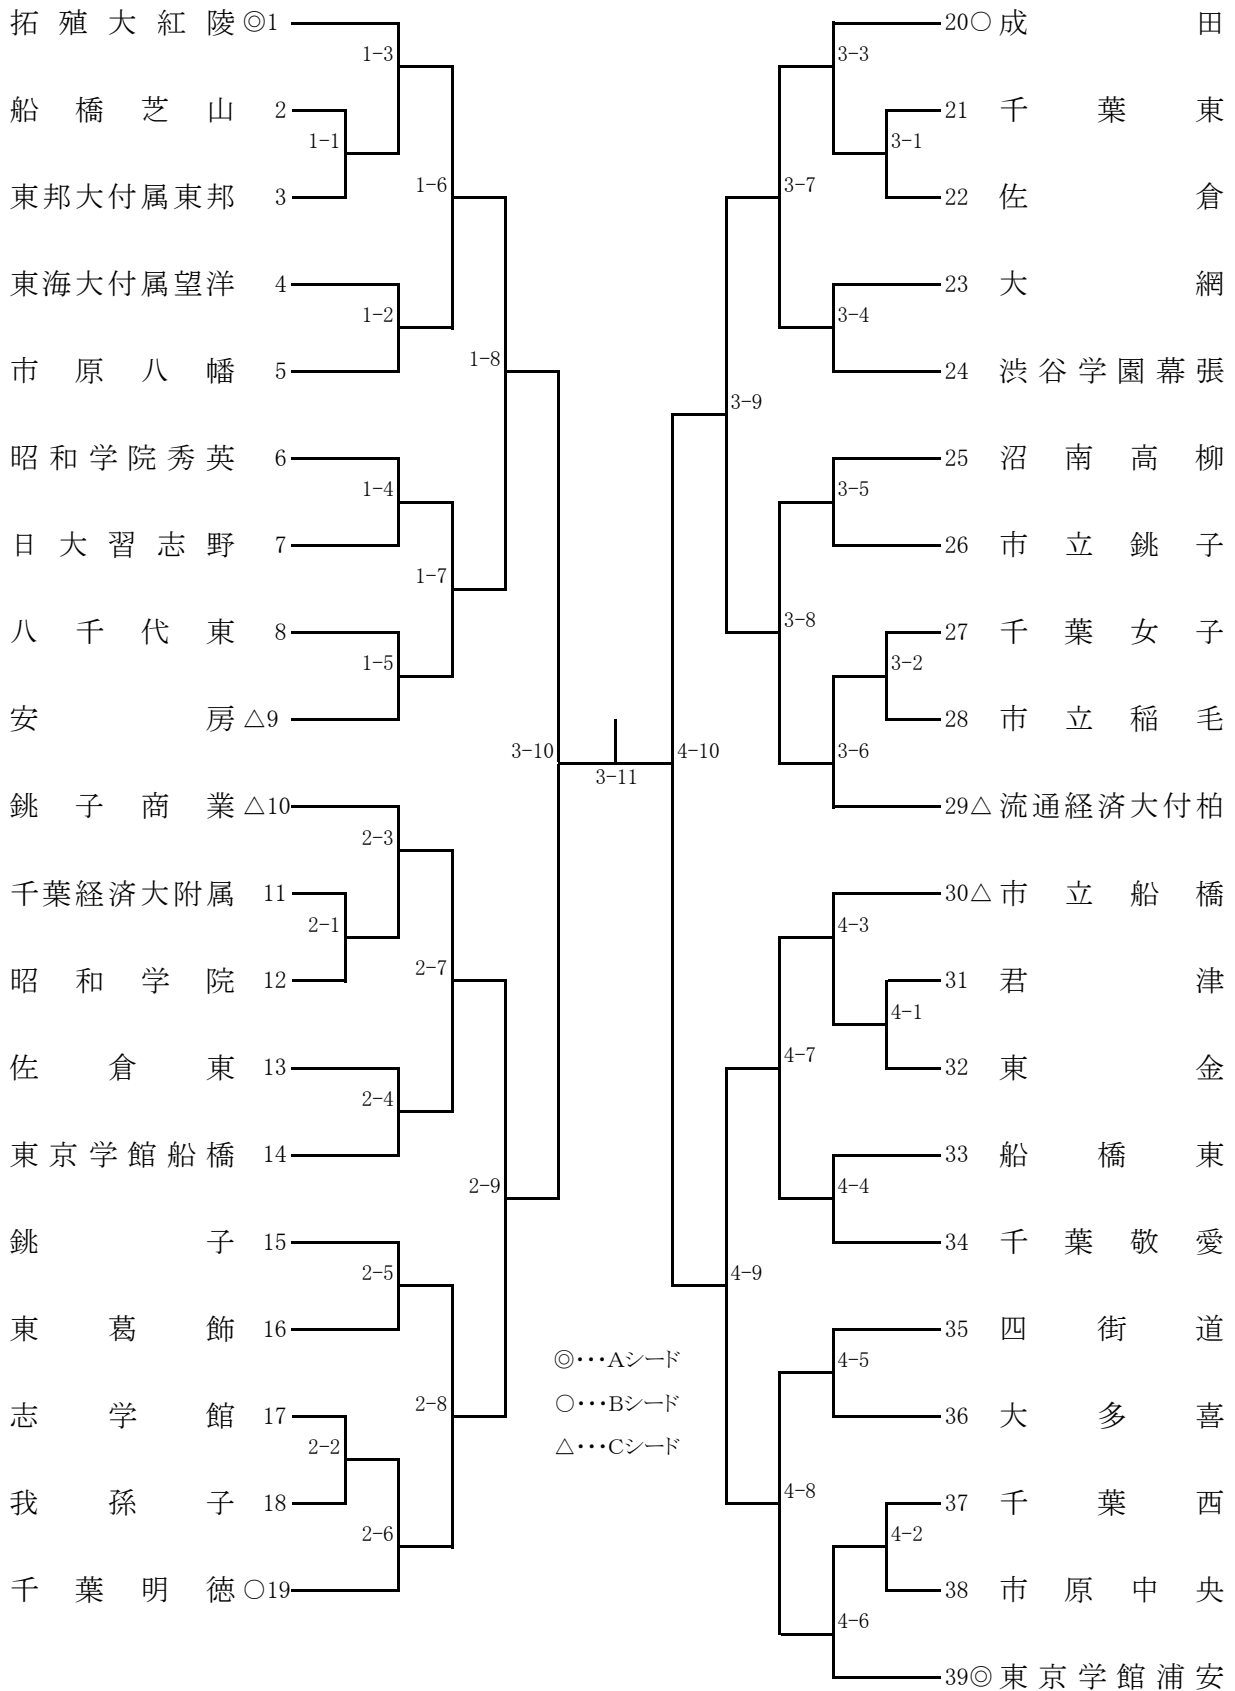 拓殖大紅陵 ◎1
1-3
船橋芝山 2
1-1
東邦大付属東邦 3
1-6
東海大付属望洋 4
1-2
市原八幡 5
1-8
昭和学院秀英 6
1-4
日大習志野 7
1-7
八千代東 8
1-5
安房 △9
3-10
銚子商業 △10
2-3
千葉経済大附属 11
2-1
昭和学院 12
2-7
佐倉東 13
2-4
東京学館船橋 14
2-9
銚子 15
2-5
東葛飾 16
2-8
志学館 17
2-2
我孫子 18
2-6
千葉明徳 ○19
3-11
◎･･･Aシード
○･･･Bシード
△･･･Cシード
20○ 成田
3-3
21 千葉東
3-1
22 佐倉
3-7
23 大網
3-4
24 渋谷学園幕張
3-9
25 沼南高柳
3-5
26 市立銚子
3-8
27 千葉女子
3-2
28 市立稲毛
3-6
29△ 流通経済大付柏
4-10
30△ 市立船橋
4-3
31 君津
4-1
32 東金
4-7
33 船橋東
4-4
34 千葉敬愛
4-9
35 四街道
4-5
36 大多喜
4-8
37 千葉西
4-2
38 市原中央
4-6
39◎ 東京学館浦安